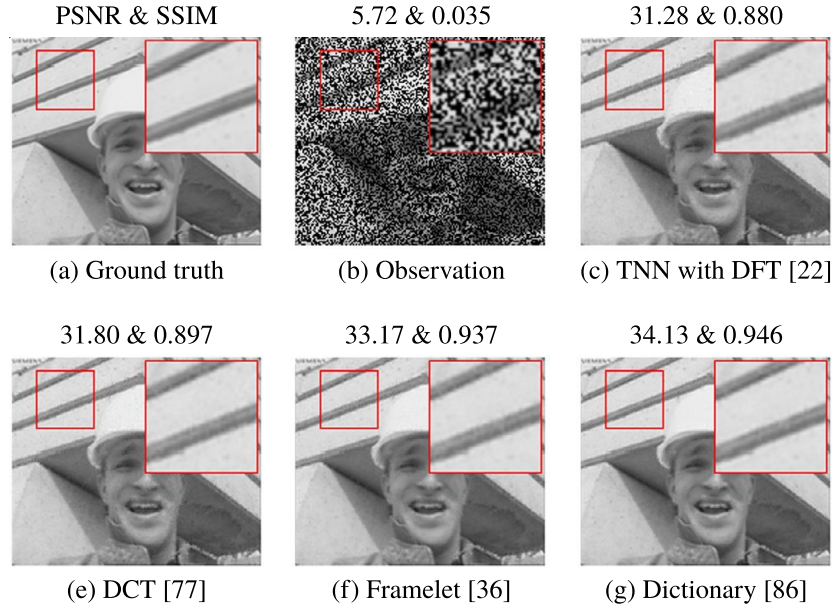 PSNR & SSIM
5.72 & 0.035
31.28 & 0.880
(a) Ground truth
(b) Observation
(c) TNN with DFT [22]
31.80 & 0.897
33.17 & 0.937
34.13 & 0.946
(e) DCT [77]
(f) Framelet [36]
(g) Dictionary [86]